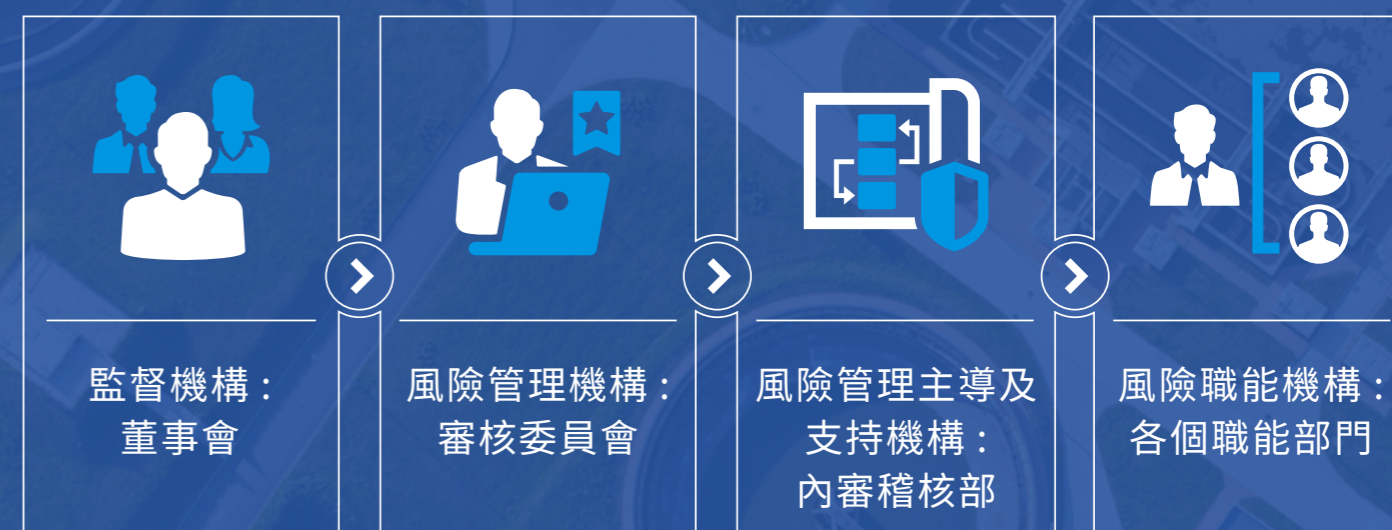 監督機構 :
董事會
風險管理機構 :
審核委員會
風險管理主導及
支持機構 :
內審稽核部
風險職能機構 :
各個職能部門